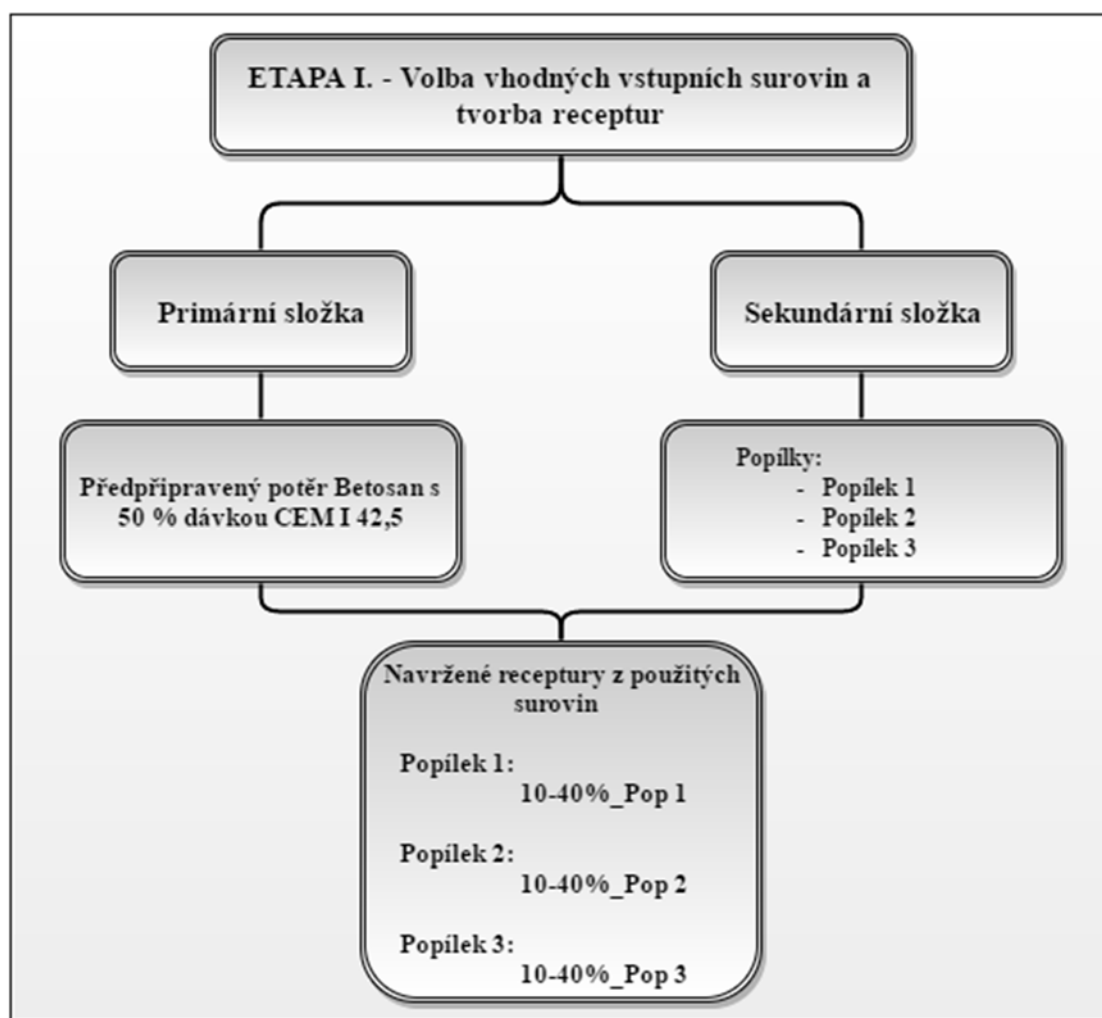 ETAPA I. - Volba vhodných vstupních surovin a
tvorba receptur
Primární složka
Sekundární složka
Předpřipravený potěr Betosan s
50 % dávkou CEM I 42,5
Popílky:
- Popílek 1
- Popílek 2
- Popílek 3
Navržené receptury z použitých
surovin
Popílek 1:
10-40%_Pop 1
Popílek 2:
10-40%_Pop 2
Popílek 3:
10-40%_Pop 3